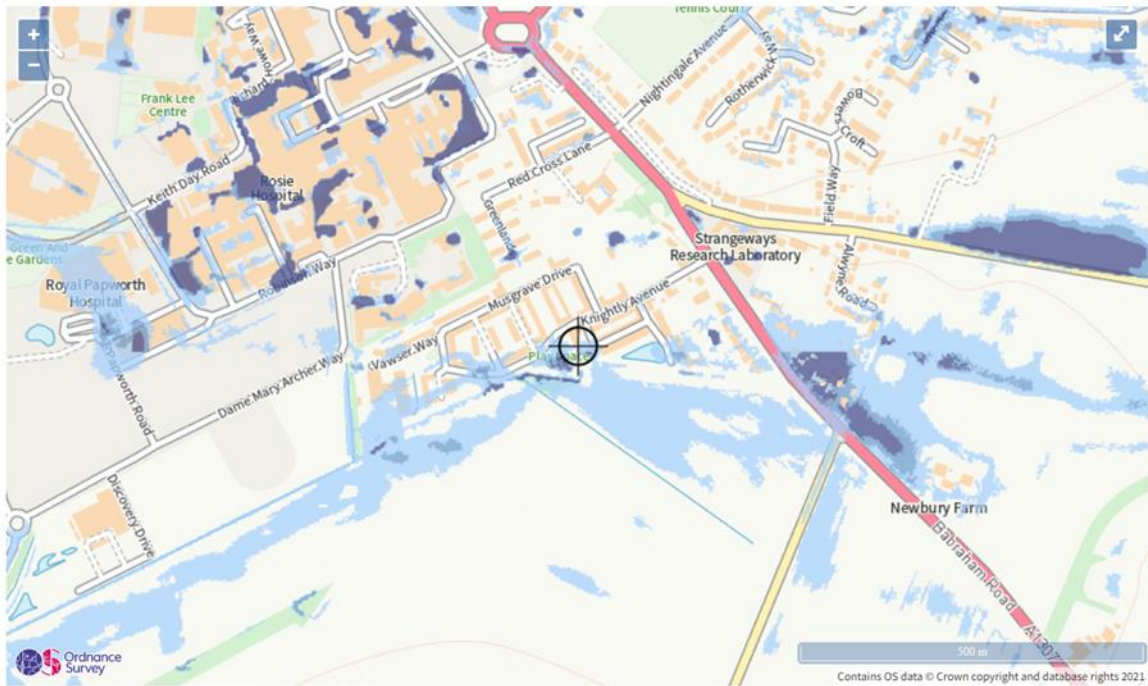 Tennis Court
+
−
Nightingale Avenue
Rotherwick Way
Frank Lee
Centre
Bowers Croft
Red Cross Lane
Keith Day Road
Rosie
Hospital
Field Way
Greenlands
Strangeways
Research Laboratory
Robinson Way
Royal Papworth
Hospital
Musgrave Drive
Knightly Avenue
Alwyne Road
Vawser Way
Dame Mary Archer Way
Papworth Road
Discovery Drive
Newbury Farm
Babraham Road
A1307
500 m
OS Ordnance
Survey
Contains OS data © Crown copyright and database rights 2021